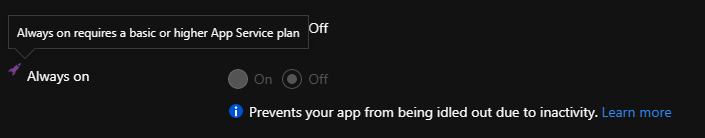 Always on requires a basic or higher App Service plan
Off
Always on
On Off
Prevents your app from being idled out due to inactivity. Learn more